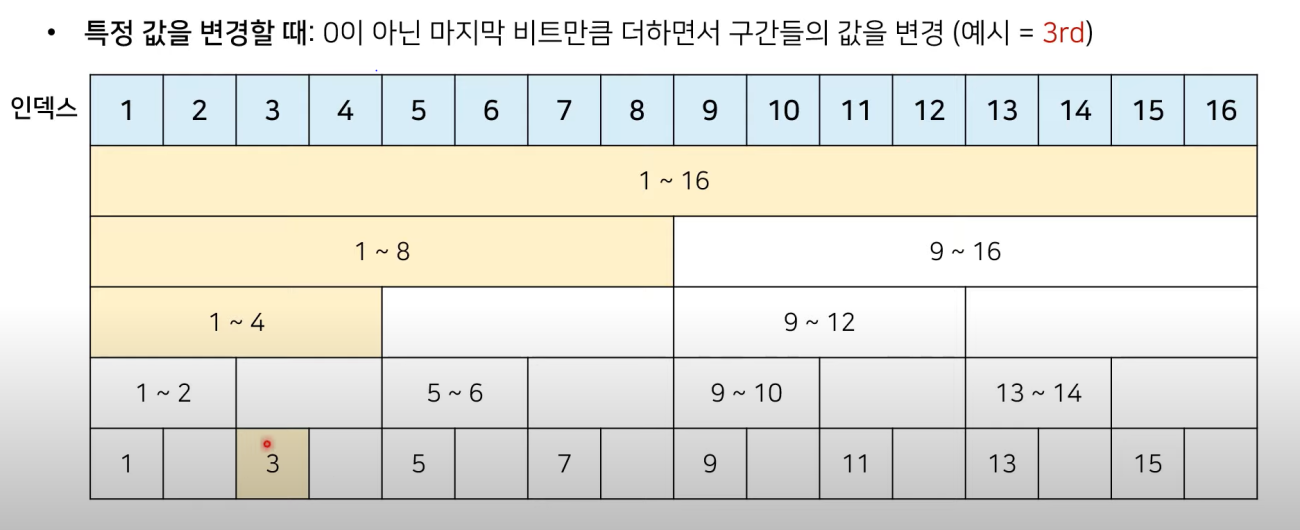 • 특정 값을 변경할 때: 0이 아닌 마지막 비트만큼 더하면서 구간들의 값을 변경 (예시 = 3rd)
인덱스 1 2 3 4 5 6 7 8 9 10 11 12 13 14 15 16
1 ~ 16
1 ~ 8 9 ~ 16
1 ~ 4 9 ~ 12
1 ~ 2 5 ~ 6 9 ~ 10 13 ~ 14
1 3 5 7 9 11 13 15